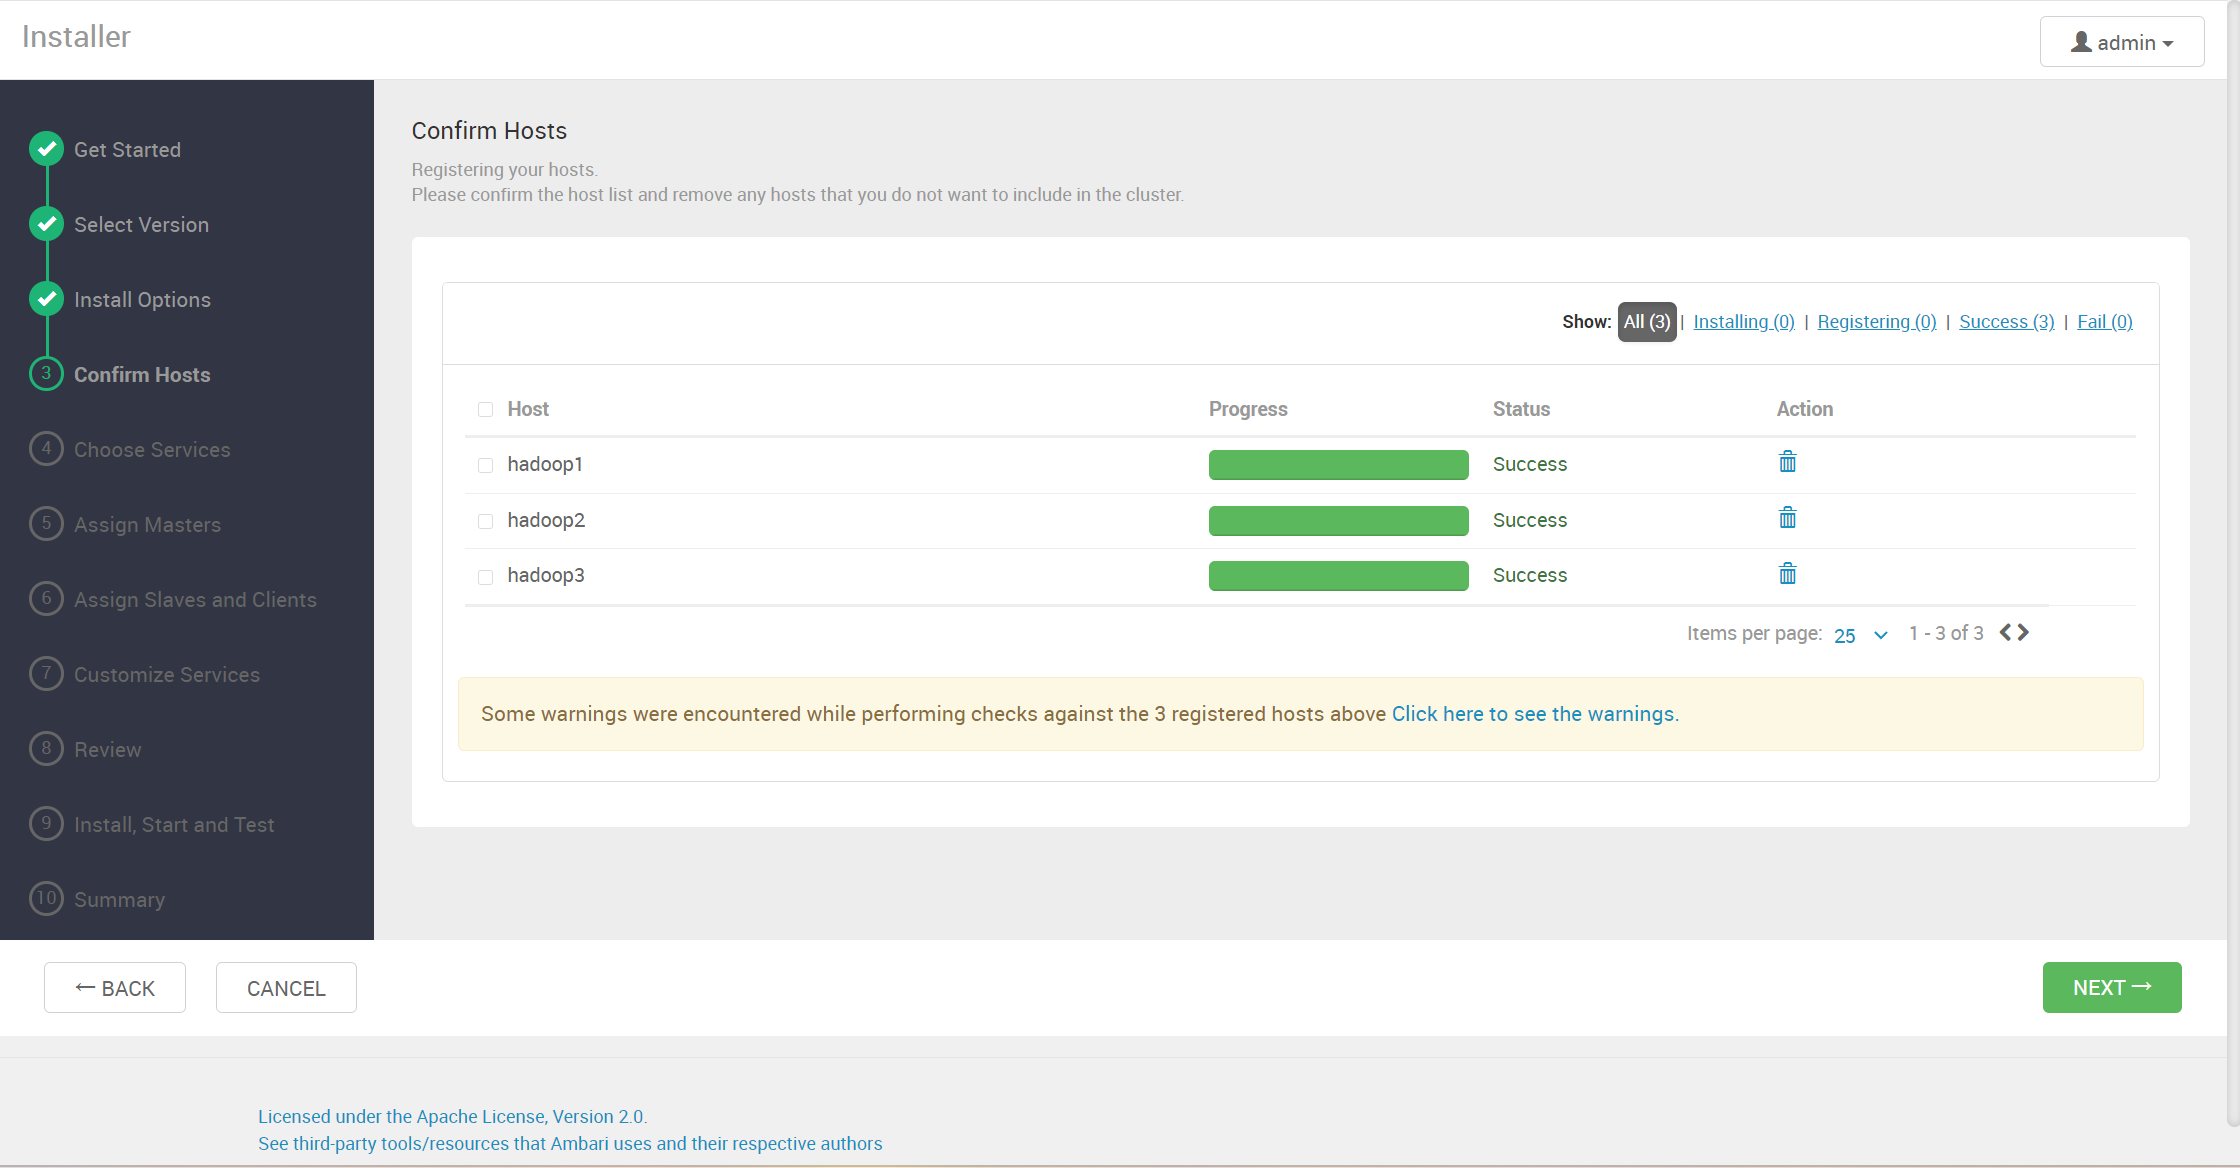 Installer
admin
Get Started
Select Version
Install Options
3 Confirm Hosts
4 Choose Services
5 Assign Masters
6 Assign Slaves and Clients
7 Customize Services
8 Review
9 Install, Start and Test
10 Summary
Confirm Hosts
Registering your hosts.
Please confirm the host list and remove any hosts that you do not want to include in the cluster.
Show: All (3) | Installing (0) | Registering (0) | Success (3) | Fail (0)
Host Progress Status Action
hadoop1 Success
hadoop2 Success
hadoop3 Success
Items per page: 25 1 - 3 of 3
Some warnings were encountered while performing checks against the 3 registered hosts above Click here to see the warnings.
← BACK CANCEL NEXT →
Licensed under the Apache License, Version 2.0.
See third-party tools/resources that Ambari uses and their respective authors